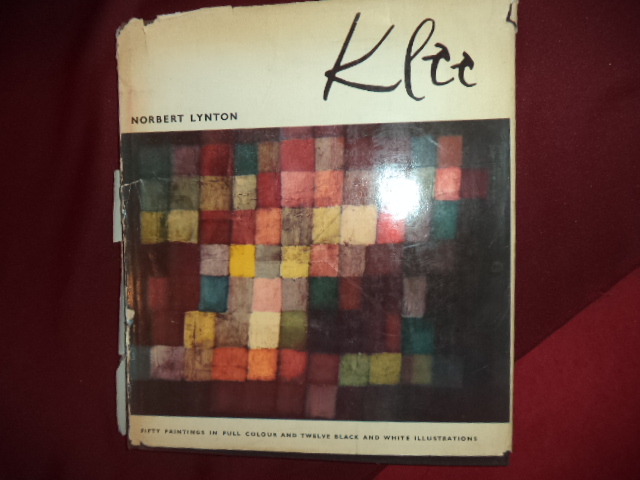 Klee
NORBERT LYNTON
FIFTY PAINTINGS IN FULL COLOUR AND TWELVE BLACK AND WHITE ILLUSTRATIONS